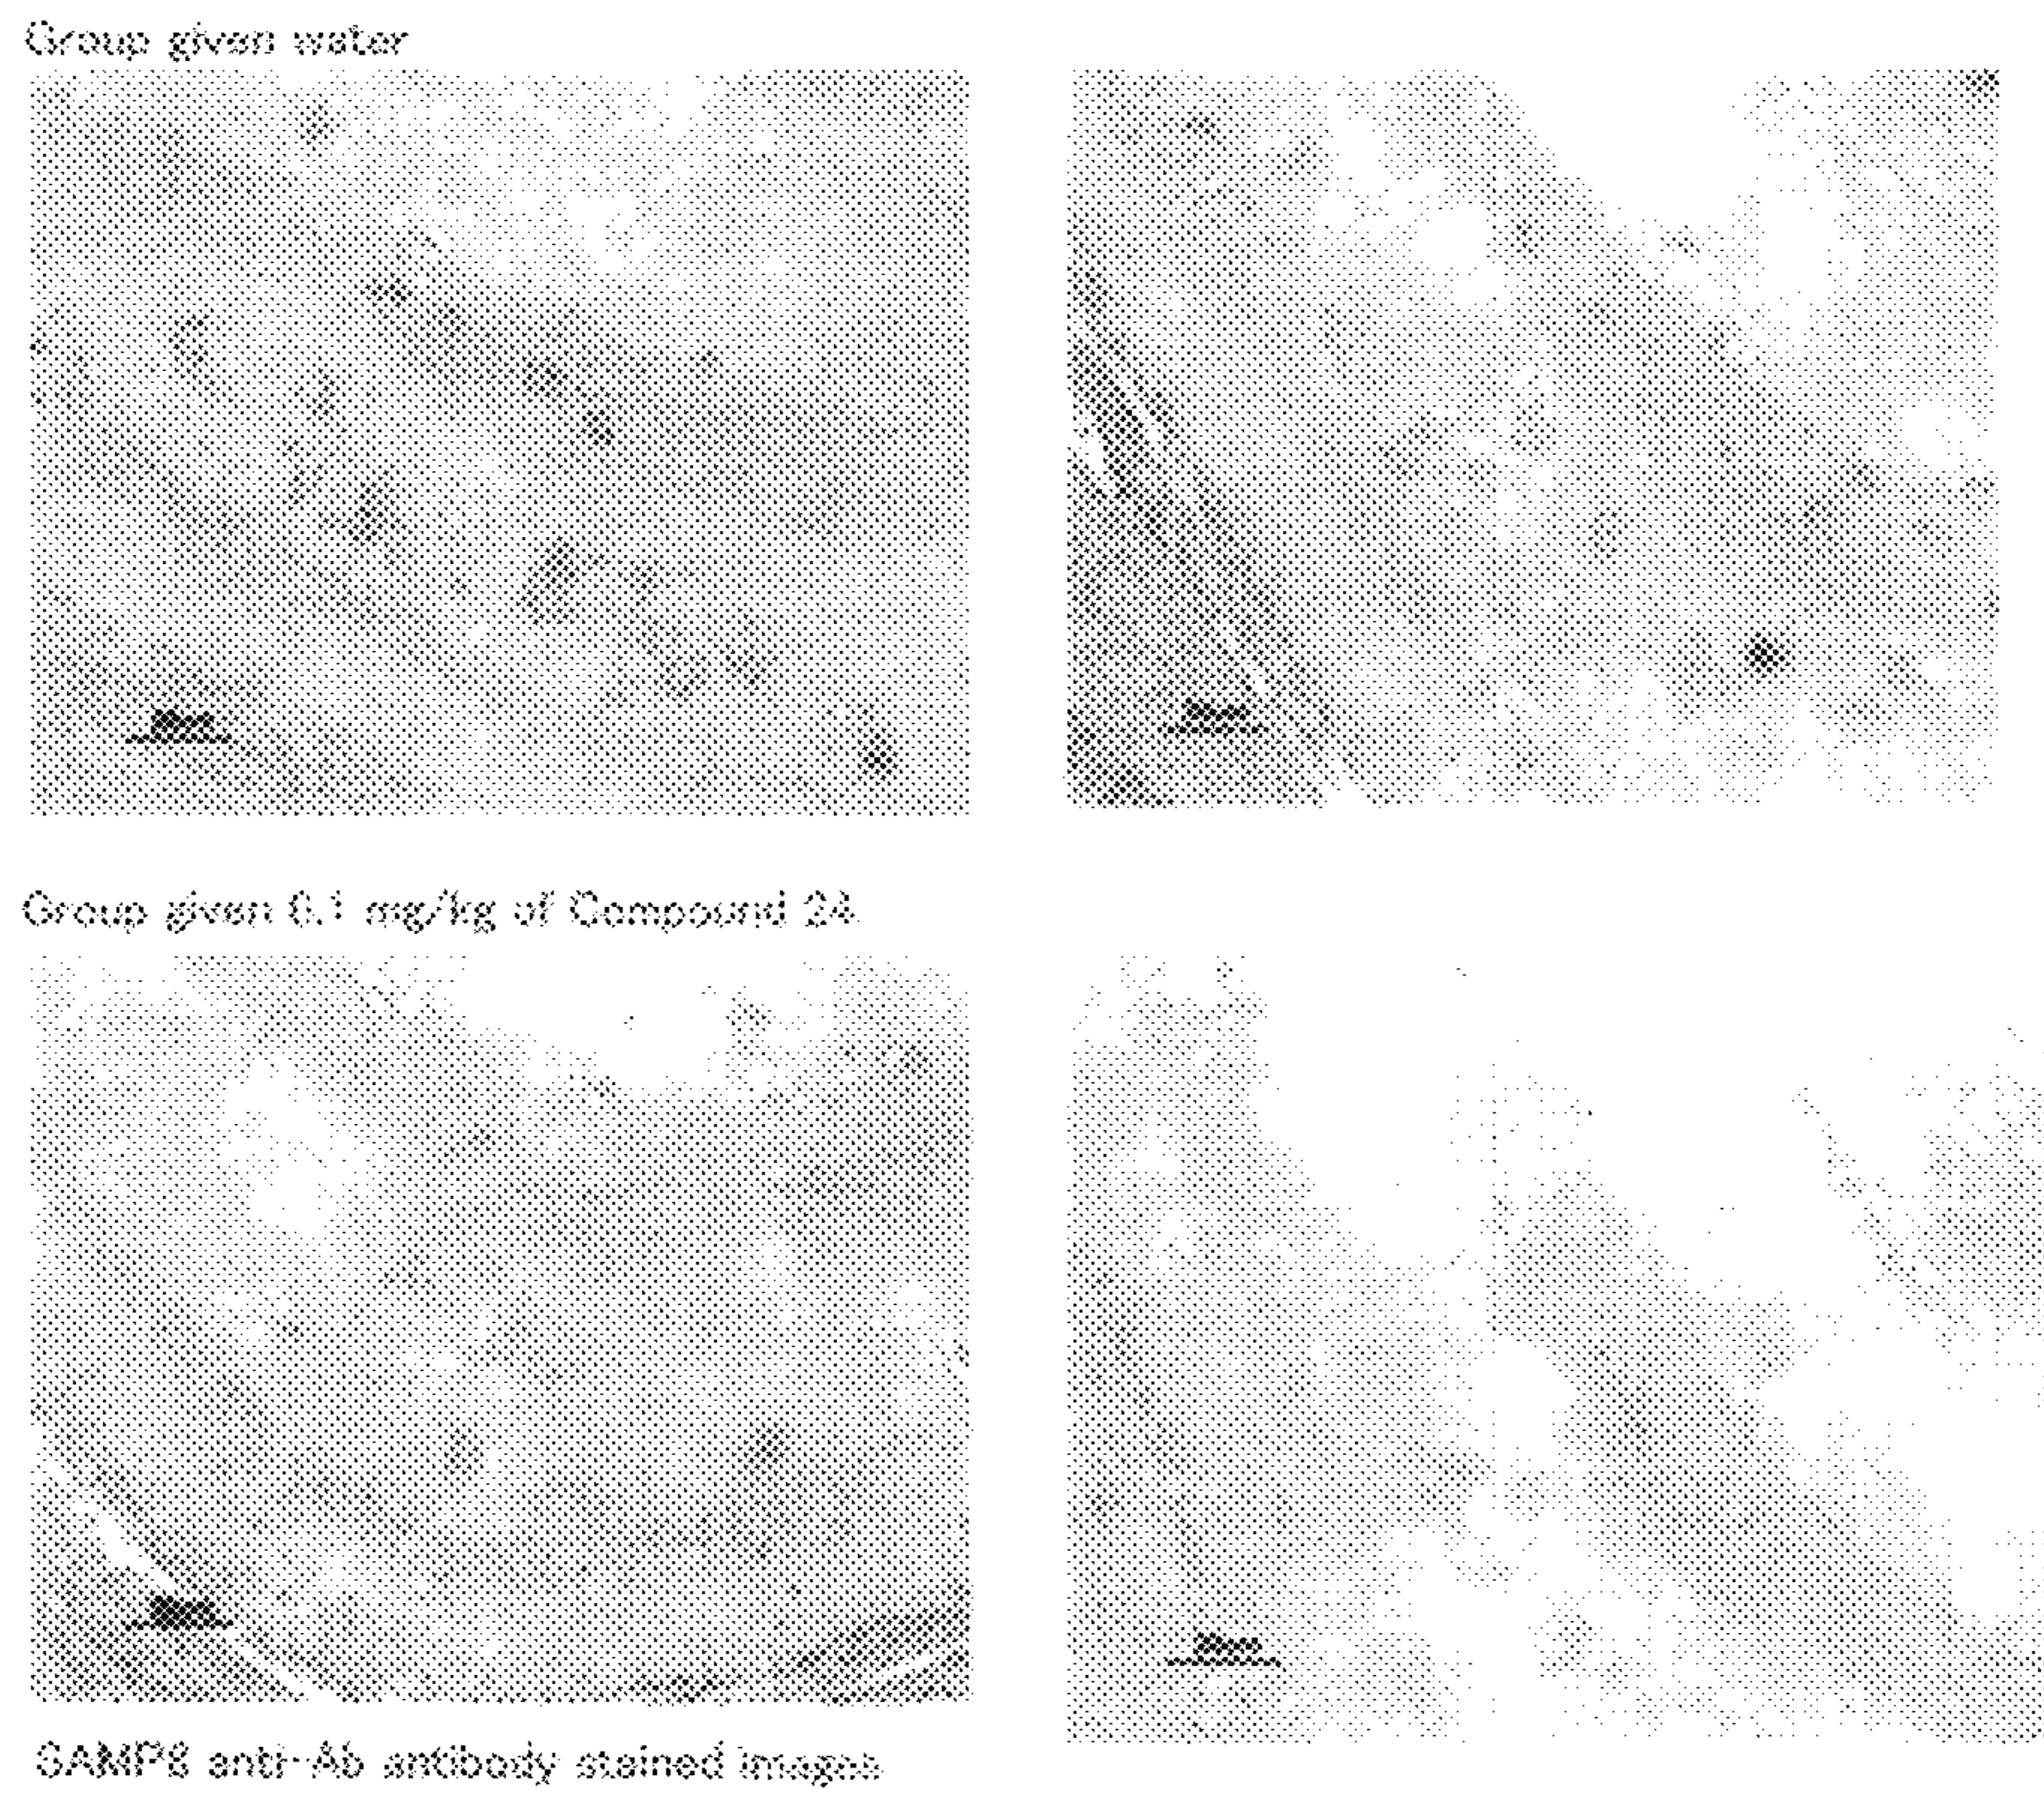 Group given water
Group given 0.1 mg/kg of Compound 24
SAMP8 anti-Ab antibody stained images